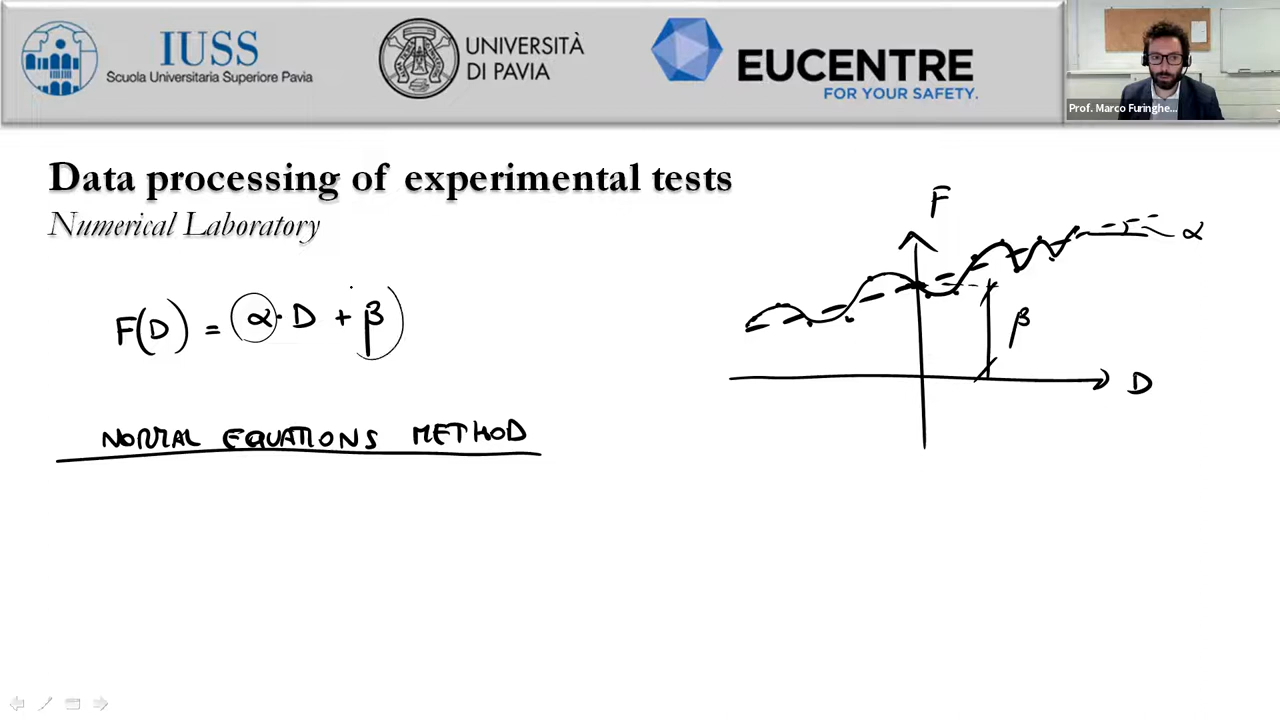 IUSS
Scuola Universitaria Superiore Pavia
UNIVERSITÀ
DI PAVIA
EUCENTRE
FOR YOUR SAFETY.
Prof. Marco Furinghe...
Data processing of experimental tests
Numerical Laboratory
F(D) = α · D + β
NORMAL EQUATIONS METHOD
F
α
β
D